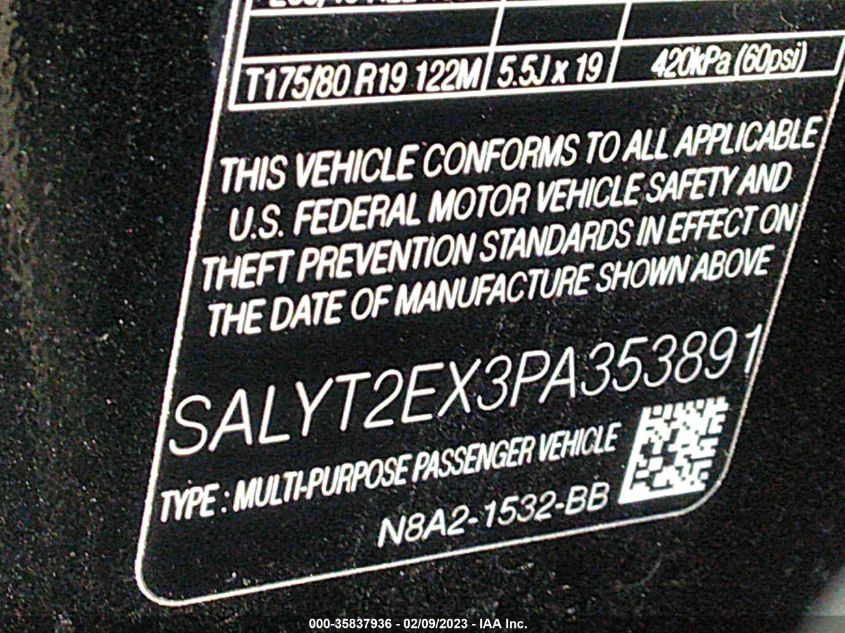 T175/80 R19 122M 5.5J x 19 420kPa (60psi)
THIS VEHICLE CONFORMS TO ALL APPLICABLE
U.S. FEDERAL MOTOR VEHICLE SAFETY AND
THEFT PREVENTION STANDARDS IN EFFECT ON
THE DATE OF MANUFACTURE SHOWN ABOVE
SALYT2EX3PA353891
TYPE : MULTI-PURPOSE PASSENGER VEHICLE
N8A2-1532-BB
000-35837936 - 02/09/2023 - IAA Inc.